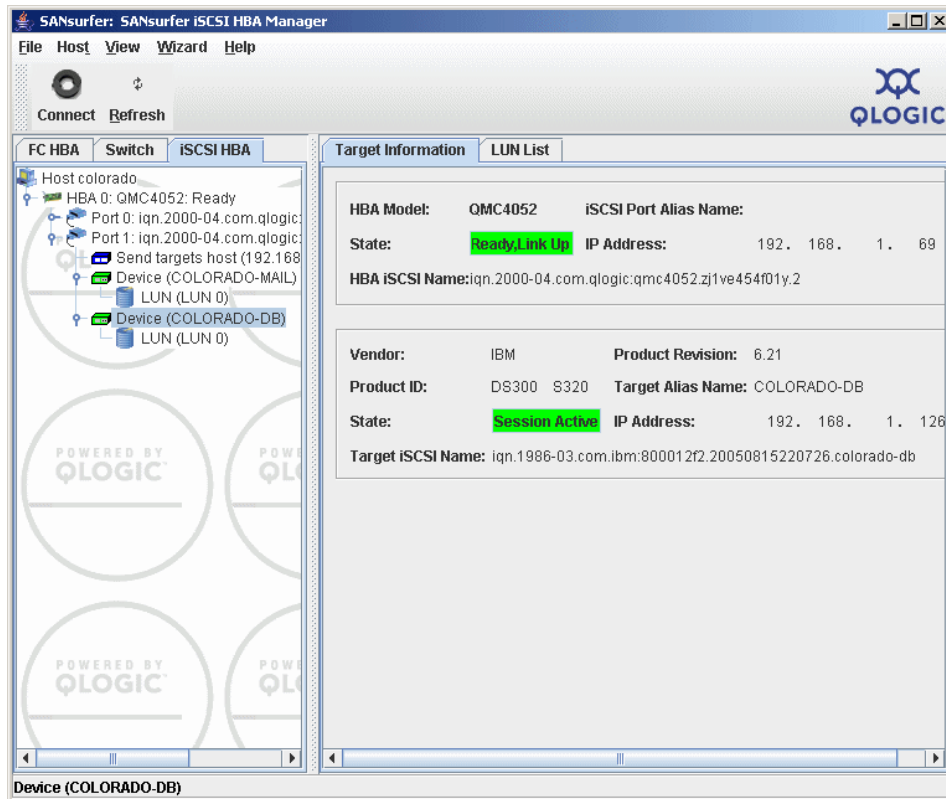 SANsurfer: SANsurfer iSCSI HBA Manager
File Host View Wizard Help
Connect Refresh
QLOGIC
FC HBA Switch iSCSI HBA
Host colorado
HBA 0: QMC4052: Ready
Port 0: iqn.2000-04.com.qlogic:
Port 1: iqn.2000-04.com.qlogic:
Send targets host (192.168
Device (COLORADO-MAIL)
LUN (LUN 0)
Device (COLORADO-DB)
LUN (LUN 0)
POWERED BY
QLOGIC
POWE
QL
POWERED BY
QLOGIC
POWE
QL
Target Information LUN List
HBA Model: QMC4052 iSCSI Port Alias Name:
State: Ready,Link Up IP Address: 192. 168. 1. 69
HBA iSCSI Name:iqn.2000-04.com.qlogic:qmc4052.zj1ve454f01y.2
Vendor: IBM Product Revision: 6.21
Product ID: DS300 S320 Target Alias Name: COLORADO-DB
State: Session Active IP Address: 192. 168. 1. 126
Target iSCSI Name: iqn.1986-03.com.ibm:800012f2.20050815220726.colorado-db
Device (COLORADO-DB)